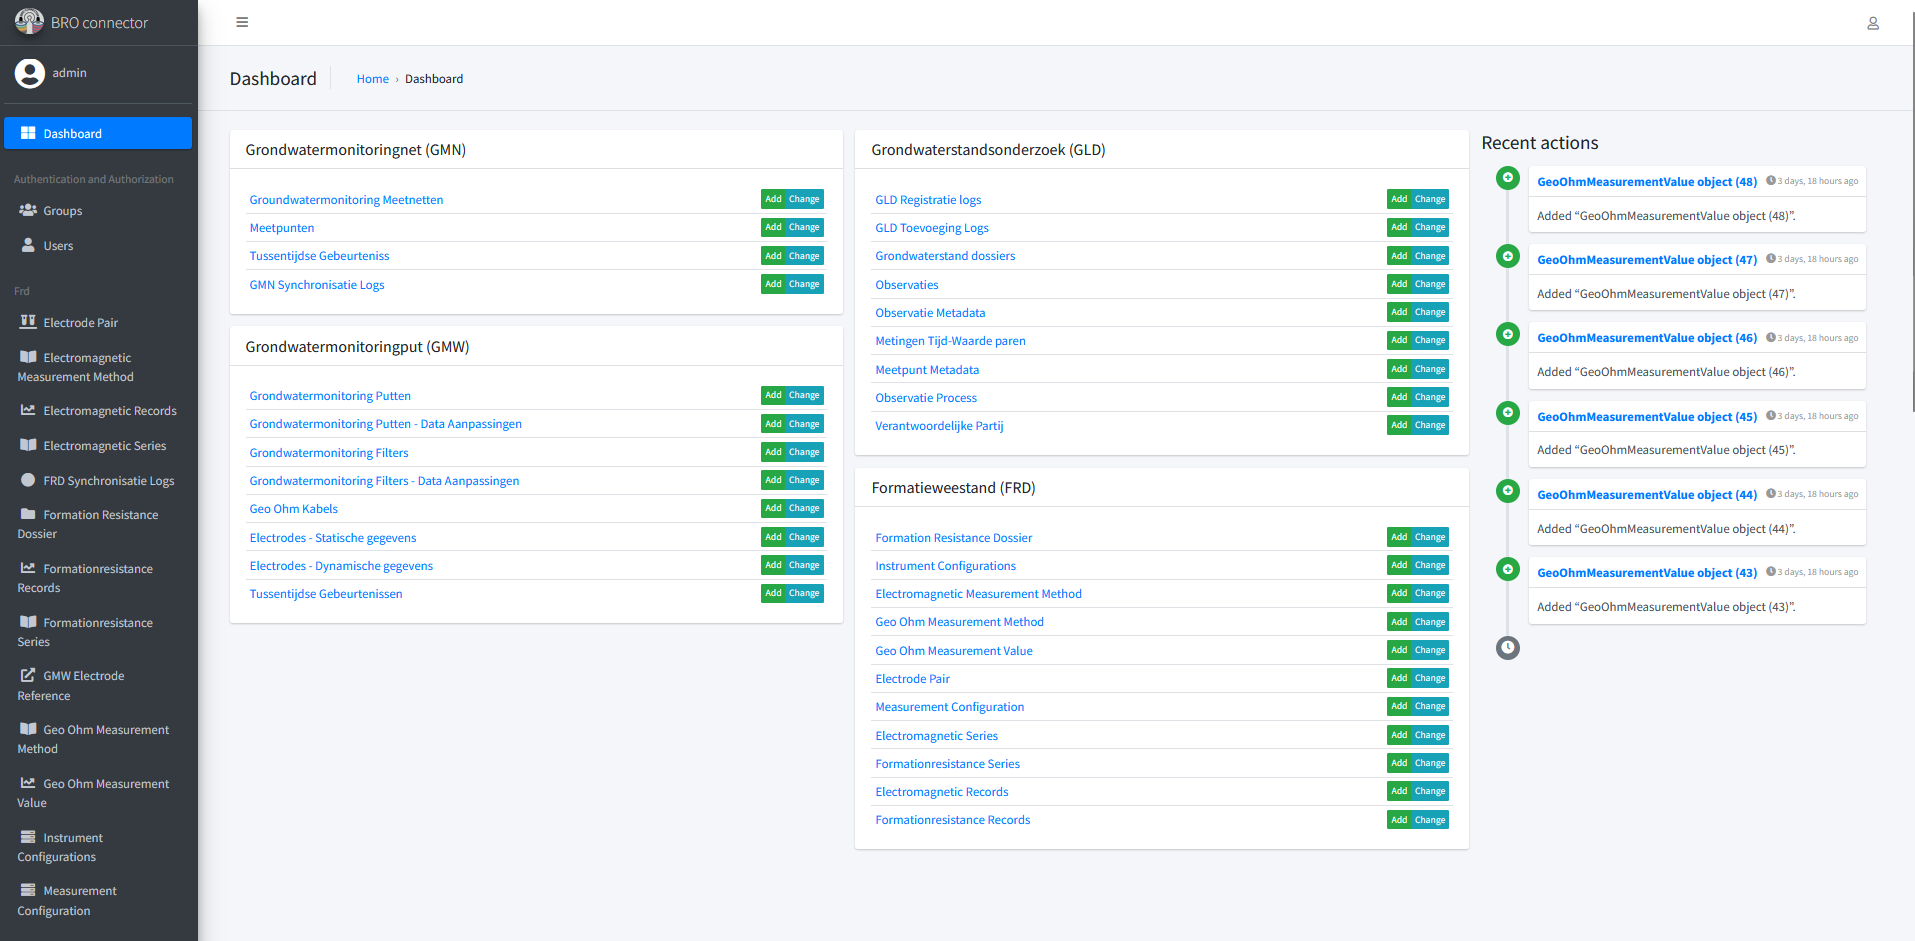 BRO connector
admin
Dashboard
Authentication and Authorization
Groups
Users
Frd
Electrode Pair
Electromagnetic
Measurement Method
Electromagnetic Records
Electromagnetic Series
FRD Synchronisatie Logs
Formation Resistance
Dossier
Formationresistance
Records
Formationresistance
Series
GMW Electrode
Reference
Geo Ohm Measurement
Method
Geo Ohm Measurement
Value
Instrument
Configurations
Measurement
Configuration
Dashboard
Home › Dashboard
Grondwatermonitoringnet (GMN)
Groundwatermonitoring Meetnetten Add Change
Meetpunten Add Change
Tussentijdse Gebeurteniss Add Change
GMN Synchronisatie Logs Add Change
Grondwatermonitoringput (GMW)
Grondwatermonitoring Putten Add Change
Grondwatermonitoring Putten - Data Aanpassingen Add Change
Grondwatermonitoring Filters Add Change
Grondwatermonitoring Filters - Data Aanpassingen Add Change
Geo Ohm Kabels Add Change
Electrodes - Statische gegevens Add Change
Electrodes - Dynamische gegevens Add Change
Tussentijdse Gebeurtenissen Add Change
Grondwaterstandsonderzoek (GLD)
GLD Registratie logs Add Change
GLD Toevoeging Logs Add Change
Grondwaterstand dossiers Add Change
Observaties Add Change
Observatie Metadata Add Change
Metingen Tijd-Waarde paren Add Change
Meetpunt Metadata Add Change
Observatie Process Add Change
Verantwoordelijke Partij Add Change
Formatieweestand (FRD)
Formation Resistance Dossier Add Change
Instrument Configurations Add Change
Electromagnetic Measurement Method Add Change
Geo Ohm Measurement Method Add Change
Geo Ohm Measurement Value Add Change
Electrode Pair Add Change
Measurement Configuration Add Change
Electromagnetic Series Add Change
Formationresistance Series Add Change
Electromagnetic Records Add Change
Formationresistance Records Add Change
Recent actions
GeoOhmMeasurementValue object (48) 3 days, 18 hours ago
Added “GeoOhmMeasurementValue object (48)”.
GeoOhmMeasurementValue object (47) 3 days, 18 hours ago
Added “GeoOhmMeasurementValue object (47)”.
GeoOhmMeasurementValue object (46) 3 days, 18 hours ago
Added “GeoOhmMeasurementValue object (46)”.
GeoOhmMeasurementValue object (45) 3 days, 18 hours ago
Added “GeoOhmMeasurementValue object (45)”.
GeoOhmMeasurementValue object (44) 3 days, 18 hours ago
Added “GeoOhmMeasurementValue object (44)”.
GeoOhmMeasurementValue object (43) 3 days, 18 hours ago
Added “GeoOhmMeasurementValue object (43)”.